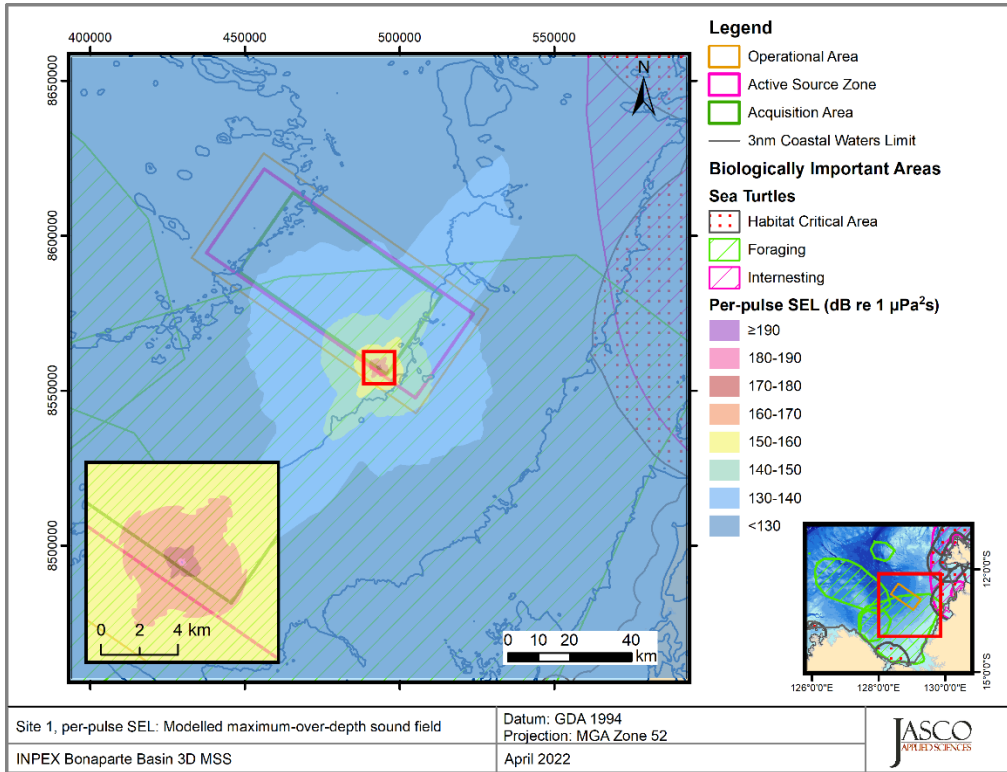 400000 450000 500000 550000
8650000
8600000
8550000
8500000
N
0 2 4 km
0 10 20 40
km
Legend
Operational Area
Active Source Zone
Acquisition Area
3nm Coastal Waters Limit
Biologically Important Areas
Sea Turtles
Habitat Critical Area
Foraging
Internesting
Per-pulse SEL (dB re 1 µPa²s)
≥190
180-190
170-180
160-170
150-160
140-150
130-140
<130
12°0'0"S
15°0'0"S
126°0'0"E 128°0'0"E 130°0'0"E
Site 1, per-pulse SEL: Modelled maximum-over-depth sound field
Datum: GDA 1994
Projection: MGA Zone 52
INPEX Bonaparte Basin 3D MSS
April 2022
JASCO
APPLIED SCIENCES